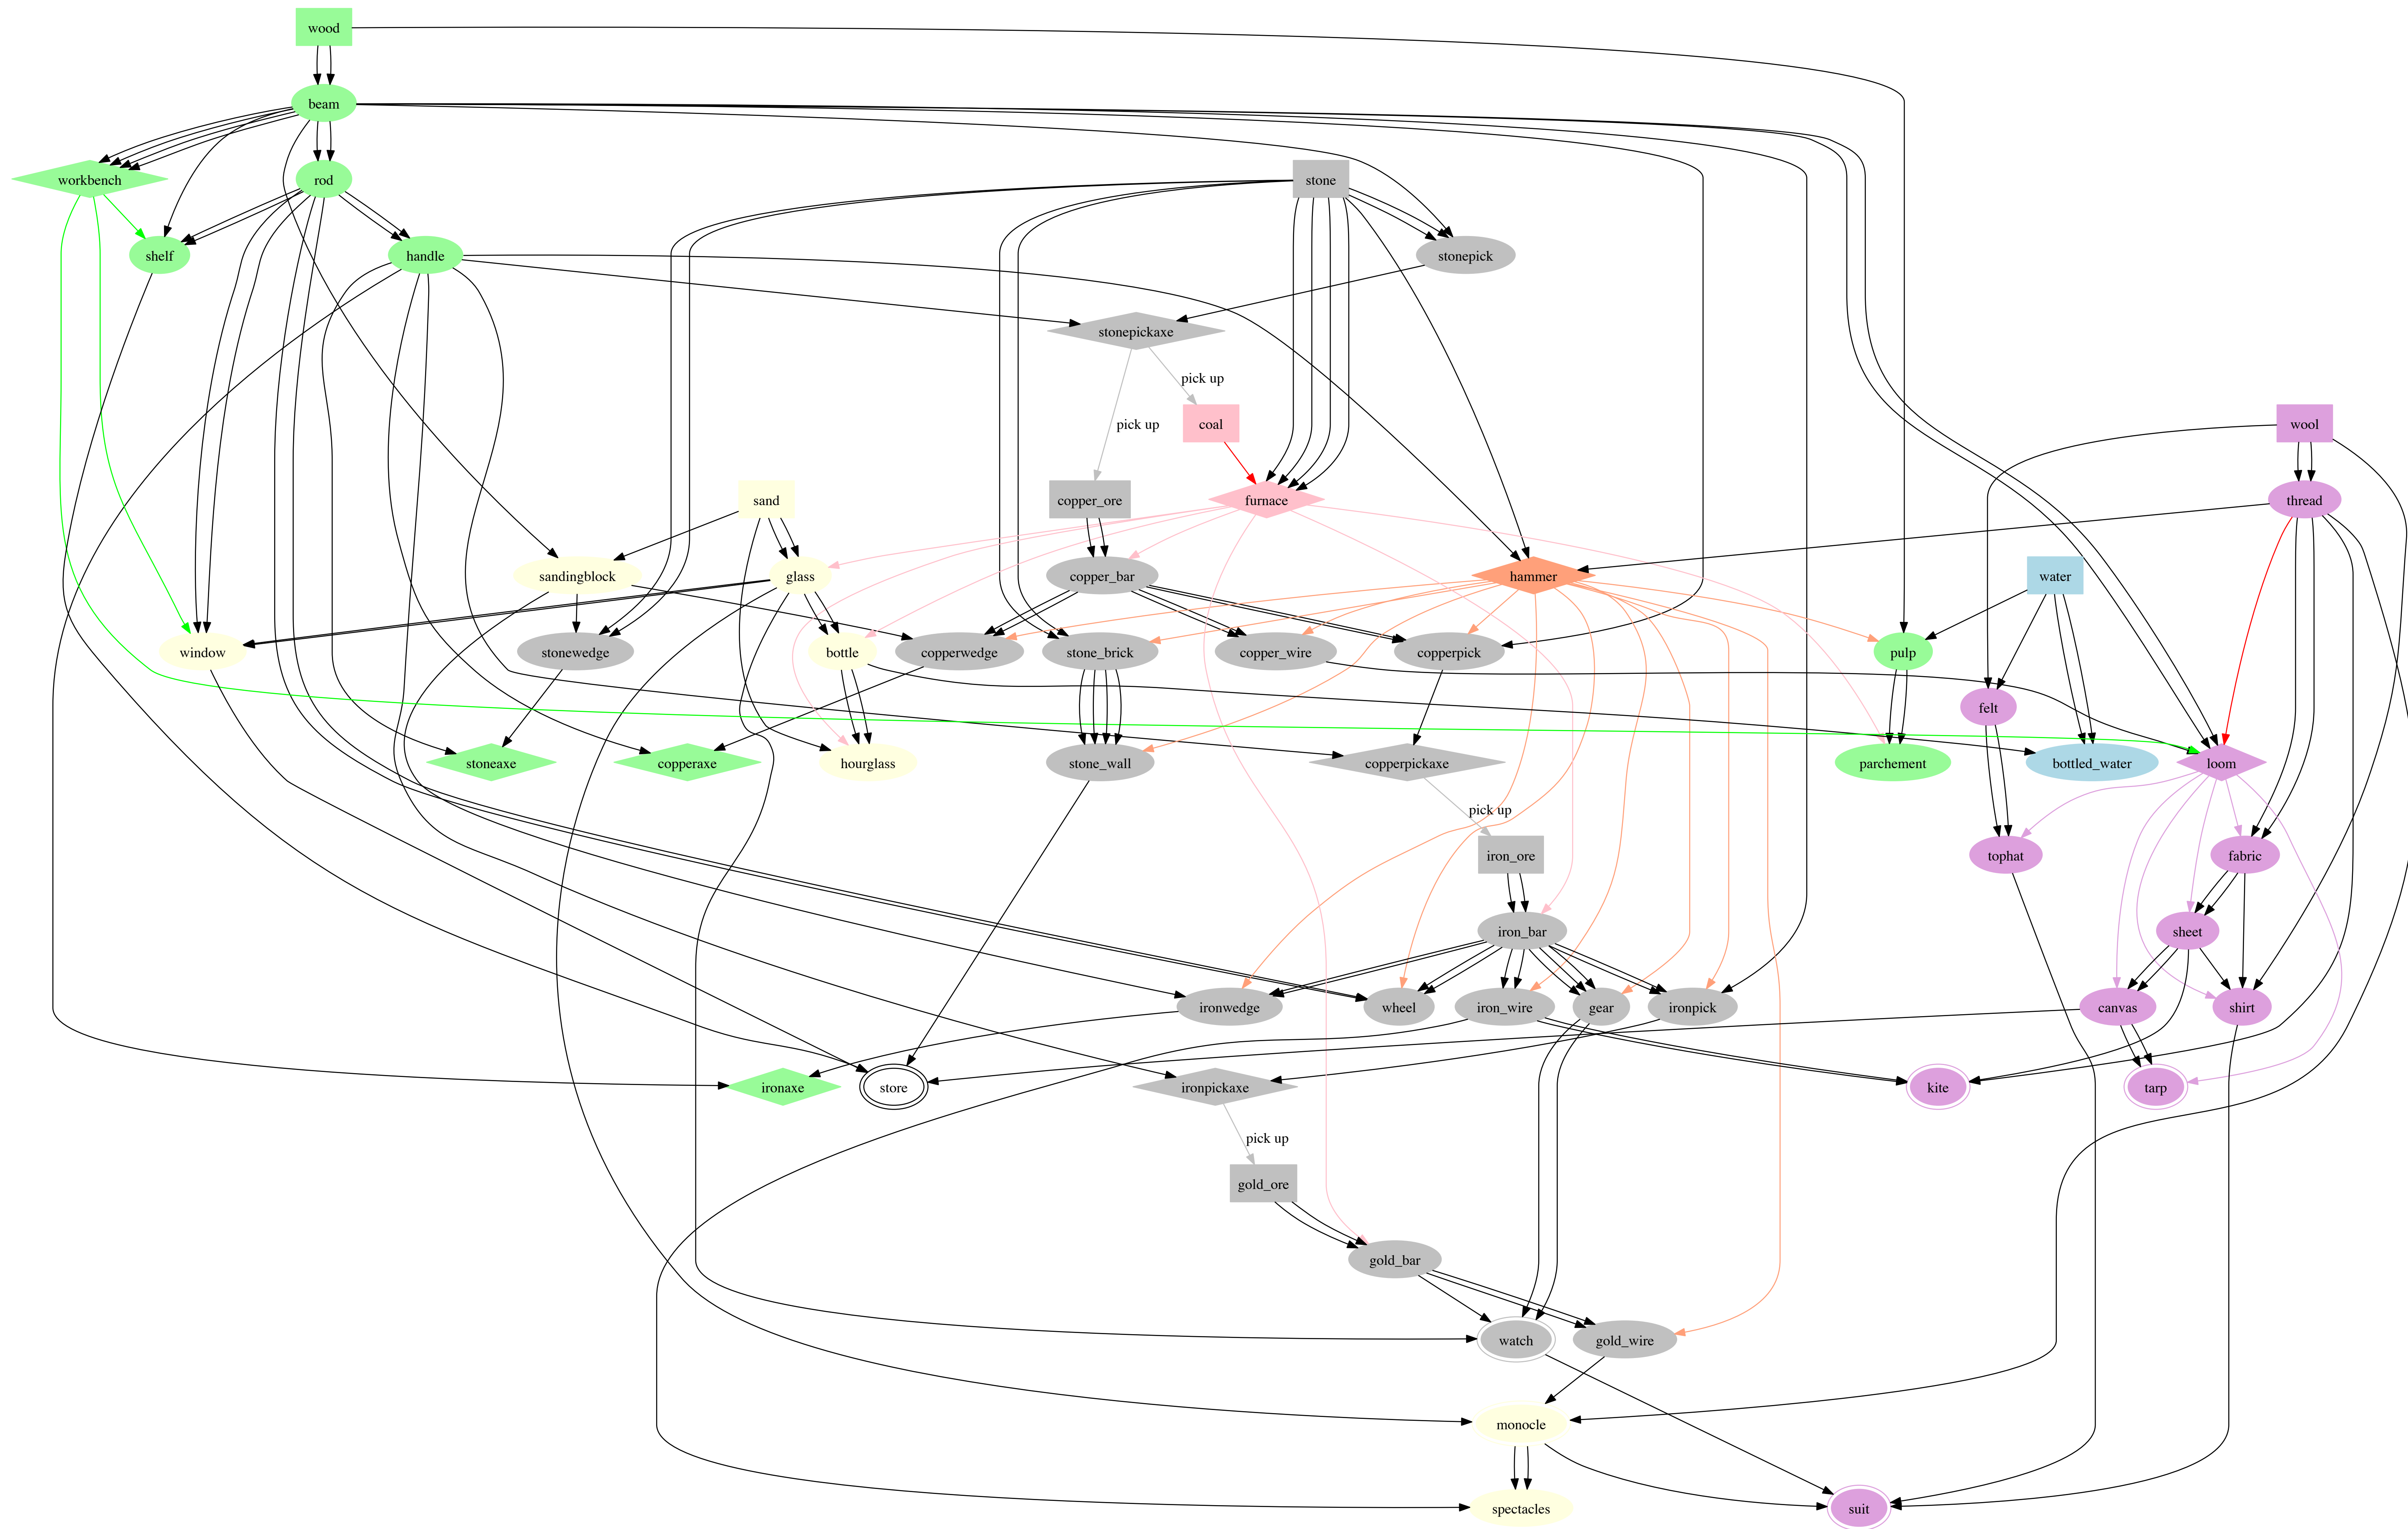 wood
beam
workbench
rod
stone
shelf
handle
stonepick
stonepickaxe
pick up
pick up
coal
wool
sand
copper_ore
furnace
thread
sandingblock
glass
copper_bar
hammer
water
window
stonewedge
bottle
copperwedge
stone_brick
copper_wire
copperpick
pulp
felt
stoneaxe
copperaxe
hourglass
stone_wall
copperpickaxe
parchement
bottled_water
loom
pick up
iron_ore
tophat
fabric
iron_bar
sheet
ironwedge
wheel
iron_wire
gear
ironpick
canvas
shirt
ironaxe
store
ironpickaxe
kite
tarp
pick up
gold_ore
gold_bar
watch
gold_wire
monocle
spectacles
suit